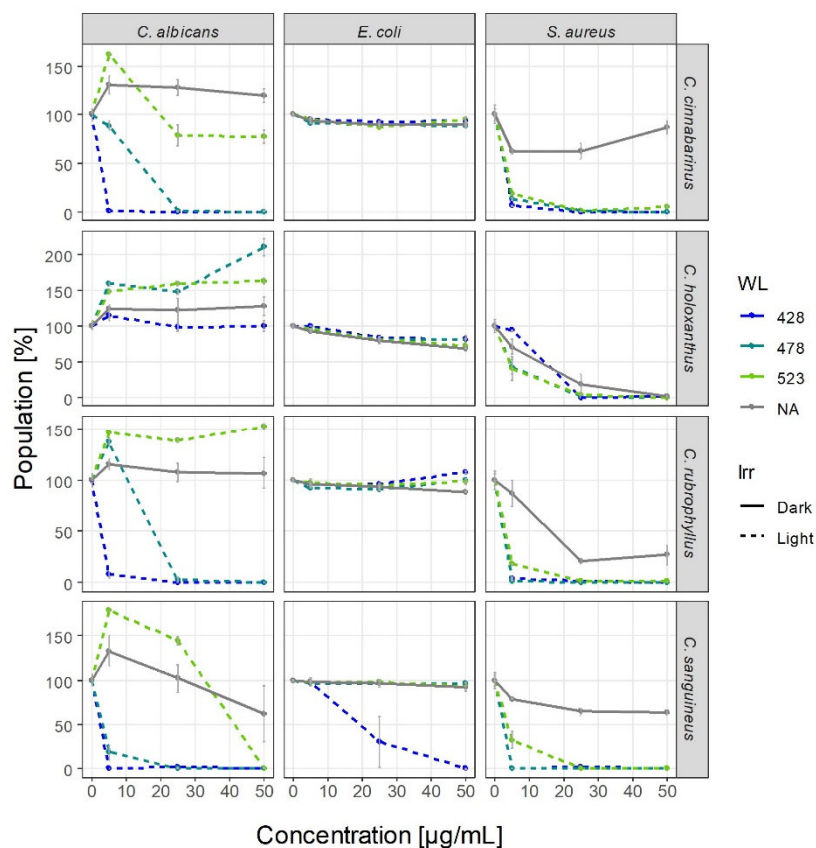 C. albicans E. coli S. aureus
150
100
50
0
C. cinnabarinus
200
150
100
50
0
C. holoxanthus
150
100
50
0
C. rubrophyllus
150
100
50
0
C. sanguineus
0 10 20 30 40 50 0 10 20 30 40 50 0 10 20 30 40 50
Population [%]
Concentration [µg/mL]
WL
428
478
523
NA
Irr
Dark
Light